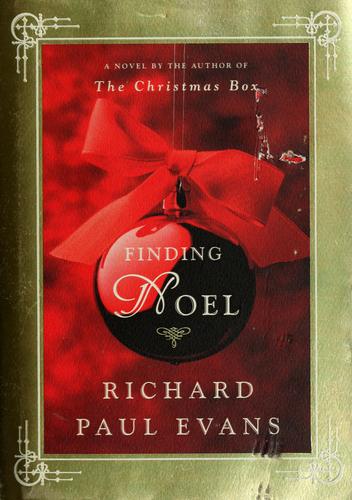 A NOVEL BY THE AUTHOR OF
The Christmas Box
FINDING
NOEL
RICHARD
PAUL EVANS